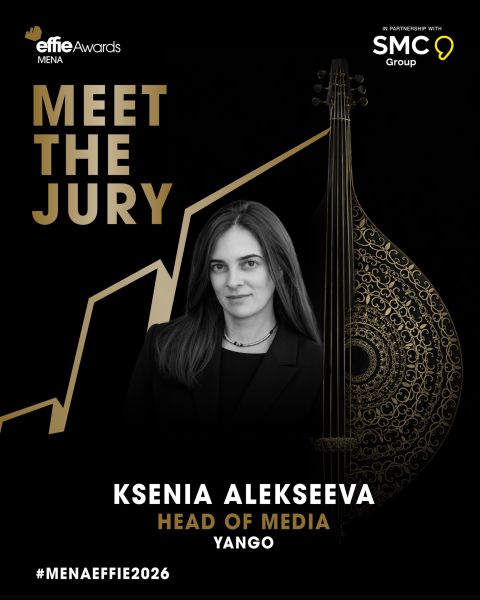 effie Awards
MENA
IN PARTNERSHIP WITH
SMC
Group
MEET
THE
JURY
KSENIA ALEKSEEVA
HEAD OF MEDIA
YANGO
#MENAEFFIE2026